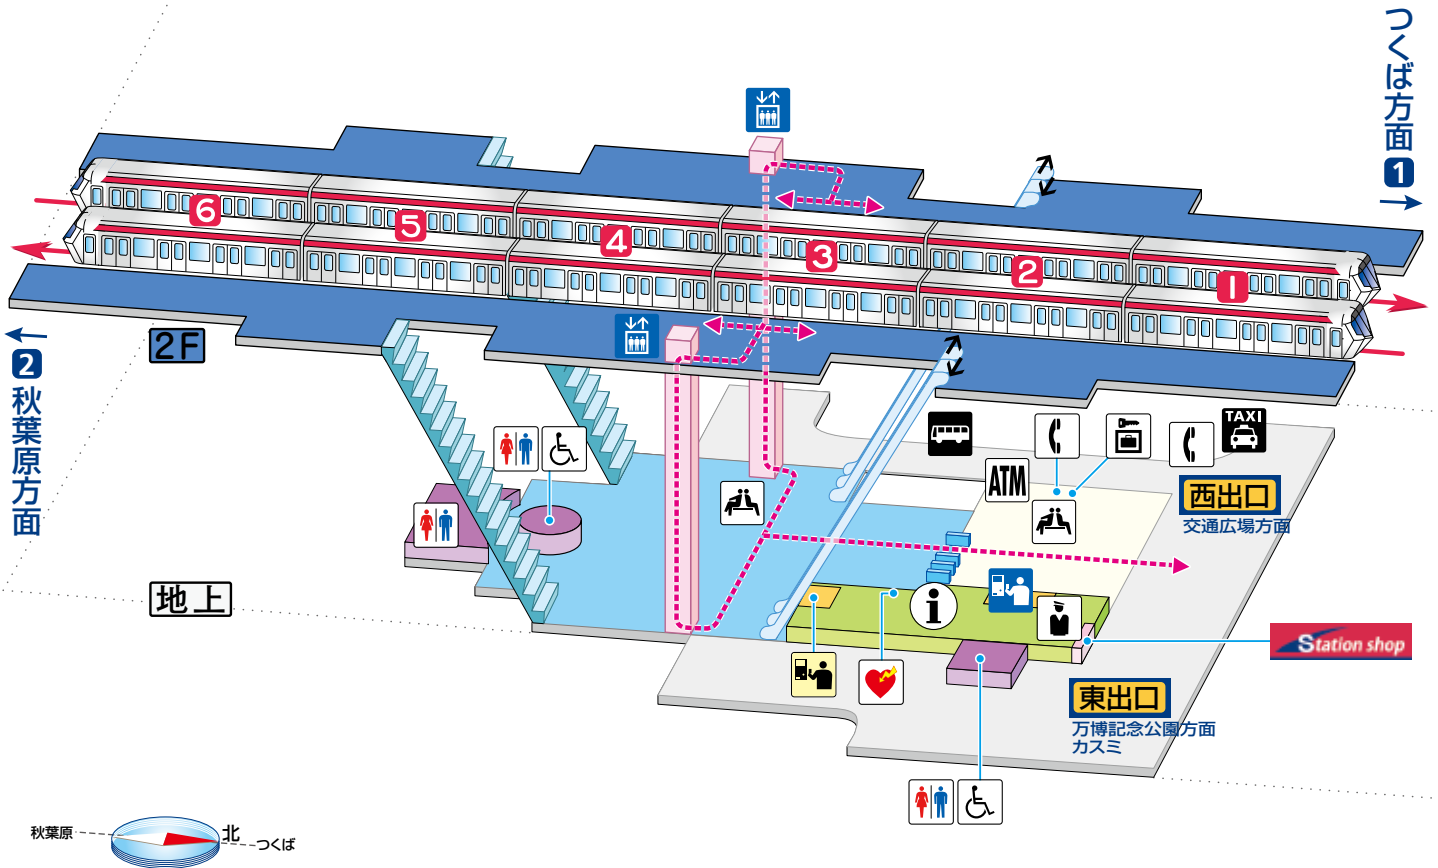 つくば方面
1
6
5
4
3
2
1
2F
2
秋葉原方面
TAXI
ATM
西出口
交通広場方面
地上
i
Station shop
東出口
万博記念公園方面
カスミ
秋葉原
北
つくば